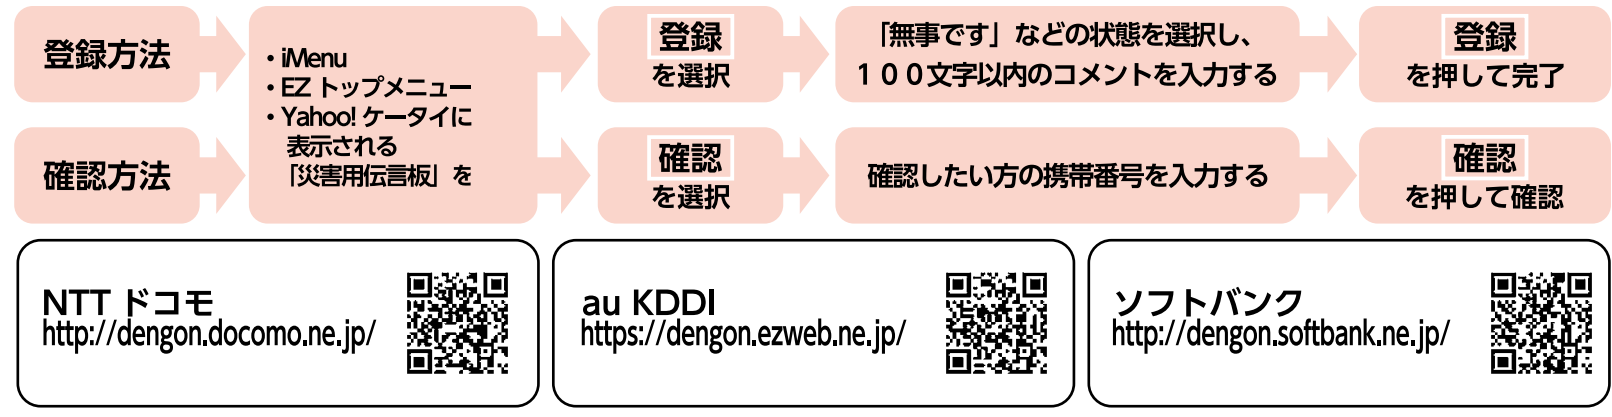 登録方法
・iMenu
・EZ トップメニュー
・Yahoo! ケータイに
表示される
「災害用伝言板」を
登録
を選択
「無事です」などの状態を選択し、
１００文字以内のコメントを入力する
登録
を押して完了
確認方法
確認
を選択
確認したい方の携帯番号を入力する
確認
を押して確認
NTT ドコモ
http://dengon.docomo.ne.jp/
au KDDI
https://dengon.ezweb.ne.jp/
ソフトバンク
http://dengon.softbank.ne.jp/